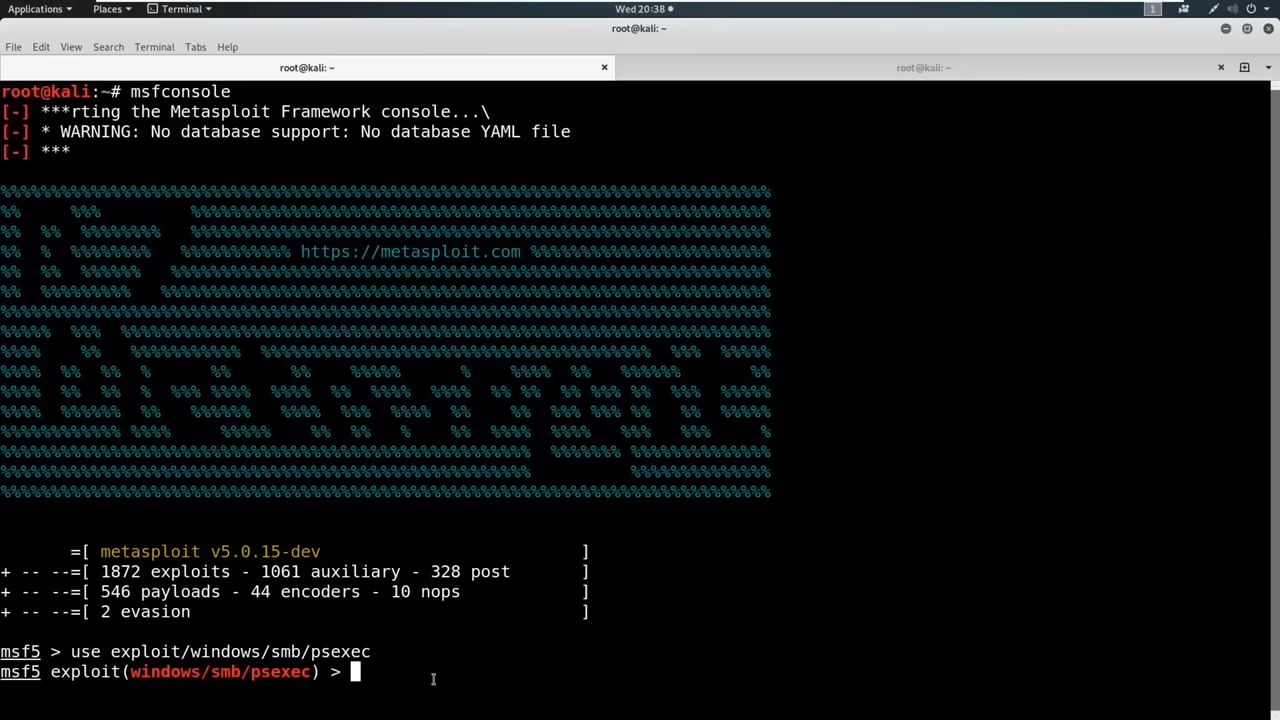 Applications Places Terminal Wed 20:38 1
root@kali: ~
File Edit View Search Terminal Tabs Help
root@kali: ~ × root@kali: ~ ×
root@kali:~# msfconsole
[-] ***rting the Metasploit Framework console...\
[-] * WARNING: No database support: No database YAML file
[-] ***
%%%%%%%%%%%%%%%%%%%%%%%%%%%%%%%%%%%%%%%%%%%%%%%%%%%%%%%%%%%%%%%%%%%%%%%%%%%%%%%
%%     %%%         %%%%%%%%%%%%%%%%%%%%%%%%%%%%%%%%%%%%%%%%%%%%%%%%%%%%%%%%%%
%%  %%  %%%%%%%%   %%%%%%%%%%%%%%%%%%%%%%%%%%%%%%%%%%%%%%%%%%%%%%%%%%%%%%%%%%
%%  %  %%%%%%%%   %%%%%%%%%%% https://metasploit.com %%%%%%%%%%%%%%%%%%%%%%%%
%%  %%  %%%%%%   %%%%%%%%%%%%%%%%%%%%%%%%%%%%%%%%%%%%%%%%%%%%%%%%%%%%%%%%%%%%
%%  %%%%%%%%%   %%%%%%%%%%%%%%%%%%%%%%%%%%%%%%%%%%%%%%%%%%%%%%%%%%%%%%%%%%%%%
%%%%%%%%%%%%%%%%%%%%%%%%%%%%%%%%%%%%%%%%%%%%%%%%%%%%%%%%%%%%%%%%%%%%%%%%%%%%%%%
%%%%%  %%%  %%%%%%%%%%%%%%%%%%%%%%%%%%%%%%%%%%%%%%%%%%%%%%%%%%%%%%%%%%%%%%%%%
%%%%    %%   %%%%%%%%%%%  %%%%%%%%%%%%%%%%%%%%%%%%%%%%%%%%%%%%%%%  %%%  %%%%%
%%%%  %%  %%  %      %%      %%    %%%%%      %    %%%%  %%   %%%%%%       %%
%%%%  %%  %%  %  %%% %%%%  %%%%  %%  %%%%  %%%%  %% %%  %% %%% %%  %%%  %%%%%
%%%%  %%%%%%  %%   %%%%%%   %%%%  %%%  %%%%  %%    %%  %%% %%% %%   %%  %%%%%
%%%%%%%%%%%% %%%%     %%%%%    %%  %%   %    %%  %%%%  %%%%   %%%   %%%     %
%%%%%%%%%%%%%%%%%%%%%%%%%%%%%%%%%%%%%%%%%%%%%%%%%%%%%  %%%%%%% %%%%%%%%%%%%%%
%%%%%%%%%%%%%%%%%%%%%%%%%%%%%%%%%%%%%%%%%%%%%%%%%%%%%          %%%%%%%%%%%%%%
%%%%%%%%%%%%%%%%%%%%%%%%%%%%%%%%%%%%%%%%%%%%%%%%%%%%%%%%%%%%%%%%%%%%%%%%%%%%%%%
=[ metasploit v5.0.15-dev ]
+ -- --=[ 1872 exploits - 1061 auxiliary - 328 post ]
+ -- --=[ 546 payloads - 44 encoders - 10 nops ]
+ -- --=[ 2 evasion ]
msf5 > use exploit/windows/smb/psexec
msf5 exploit(windows/smb/psexec) >